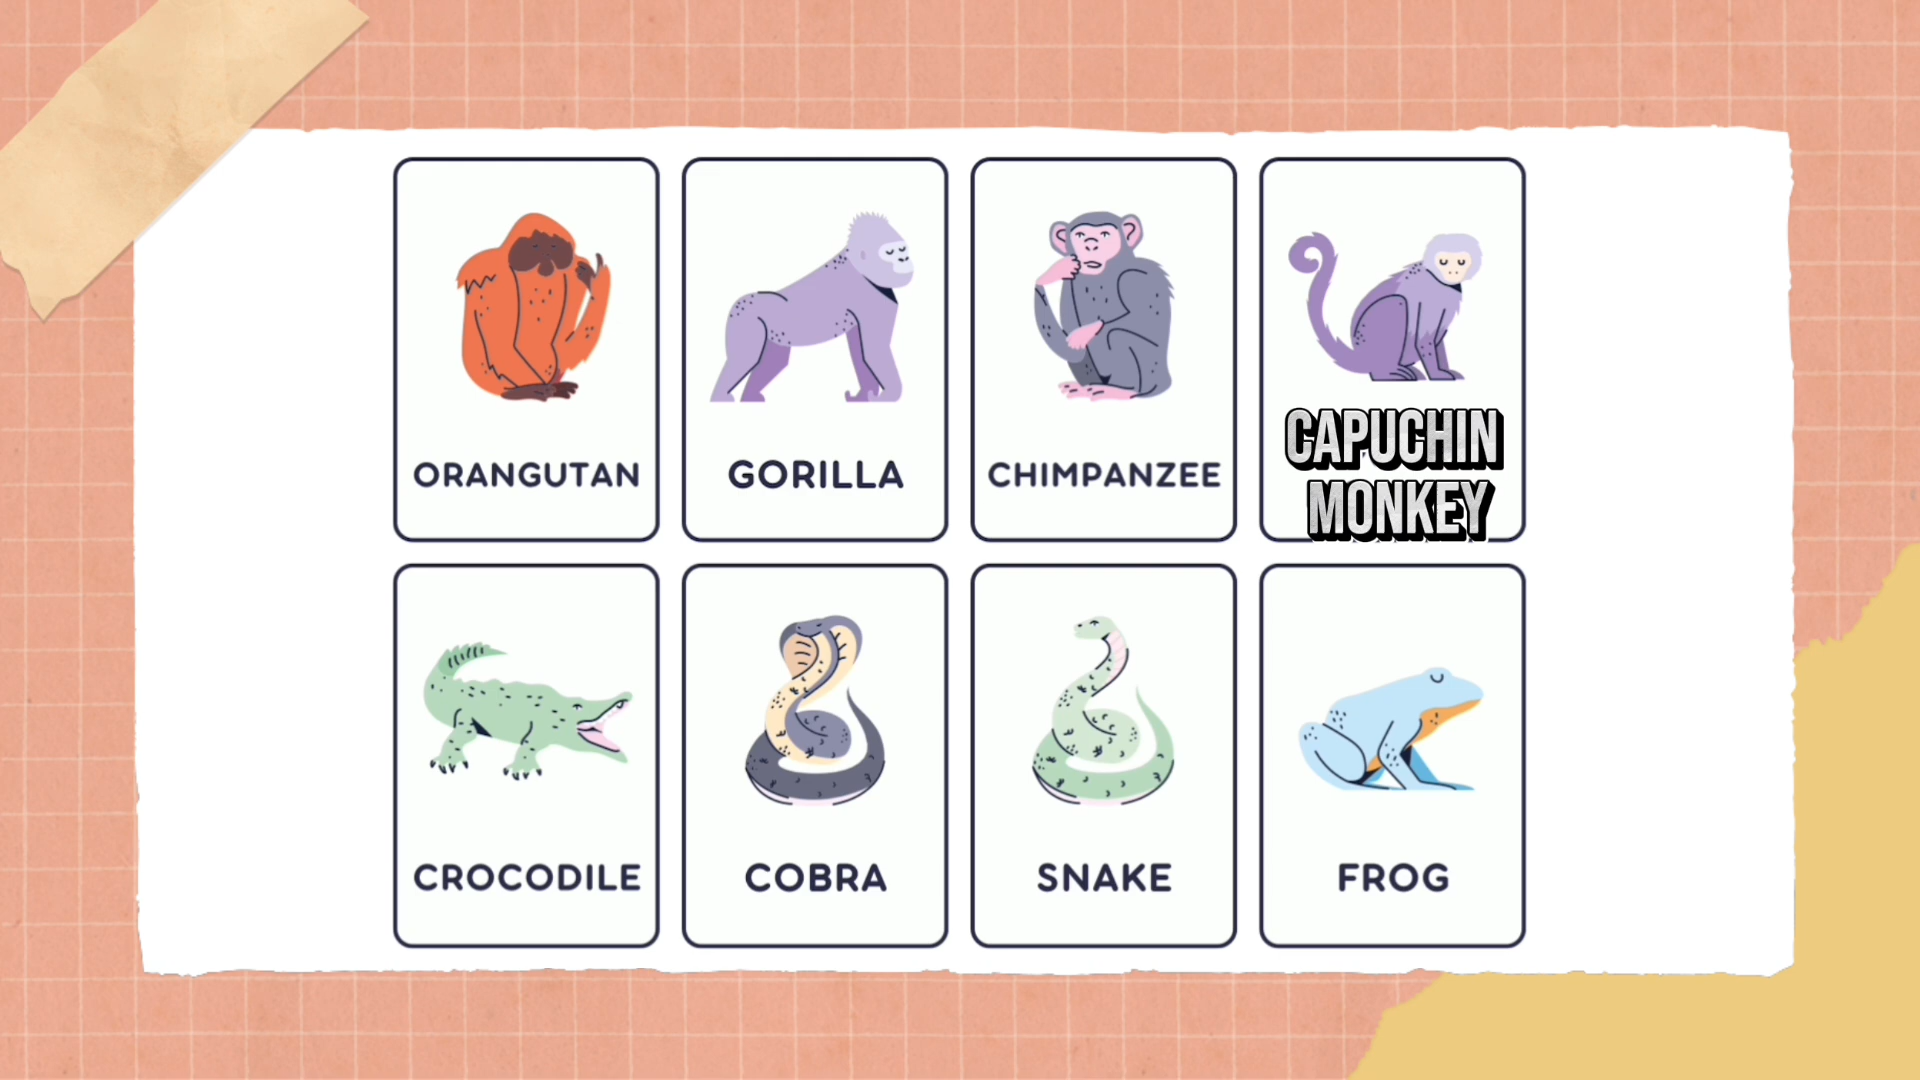 ORANGUTAN
GORILLA
CHIMPANZEE
CAPUCHIN
MONKEY
CROCODILE
COBRA
SNAKE
FROG